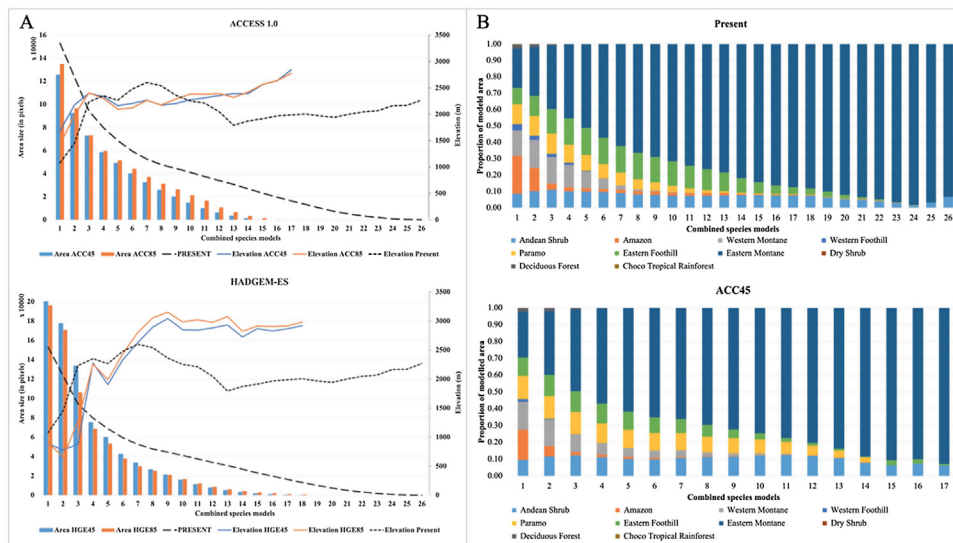 A
ACCESS 1.0
x 10000
Area size (in pixels)
16
14
12
10
8
6
4
2
0
3500
3000
2500
2000
1500
1000
500
0
Elevation (m)
1 2 3 4 5 6 7 8 9 10 11 12 13 14 15 16 17 18 19 20 21 22 23 24 25 26
Combined species models
Area ACC45 Area ACC85 PRESENT Elevation ACC45 Elevation ACC85 Elevation Present
HADGEM-ES
x 10000
Area size (in pixels)
20
18
16
14
12
10
8
6
4
2
0
3500
3000
2500
2000
1500
1000
500
0
Elevation (m)
1 2 3 4 5 6 7 8 9 10 11 12 13 14 15 16 17 18 19 20 21 22 23 24 25 26
Combined species models
Area HGE45 Area HGE85 PRESENT Elevation HGE45 Elevation HGE85 Elevation Present
B
Present
Proportion of modeld area
1.00
0.90
0.80
0.70
0.60
0.50
0.40
0.30
0.20
0.10
0.00
1 2 3 4 5 6 7 8 9 10 11 12 13 14 15 16 17 18 19 20 21 22 23 24 25 26
Combined species models
Andean Shrub Amazon Western Montane Western Foothill
Paramo Eastern Foothill Eastern Montane Dry Shrub
Deciduous Forest Choco Tropical Rainforest
ACC45
Proportion of modelled area
1.00
0.90
0.80
0.70
0.60
0.50
0.40
0.30
0.20
0.10
0.00
1 2 3 4 5 6 7 8 9 10 11 12 13 14 15 16 17
Combined species models
Andean Shrub Amazon Western Montane Western Foothill
Paramo Eastern Foothill Eastern Montane Dry Shrub
Deciduous Forest Choco Tropical Rainforest